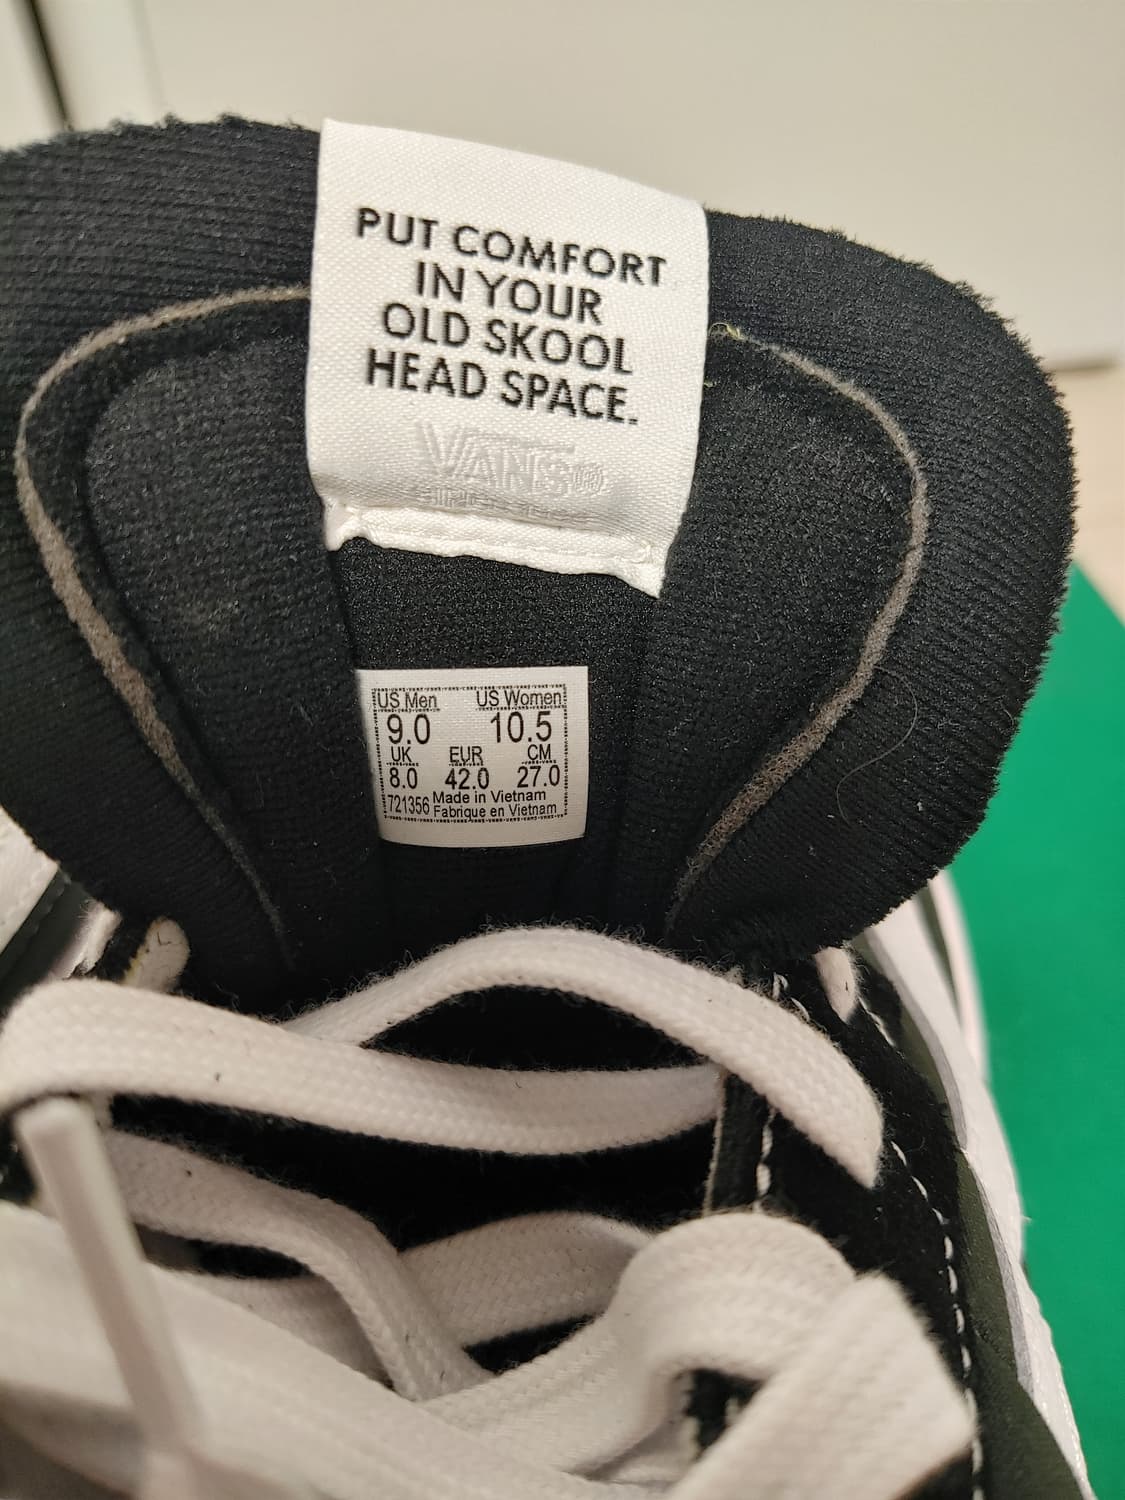 PUT COMFORT
IN YOUR
OLD SKOOL
HEAD SPACE.
VANS
US Men US Women
9.0 10.5
UK EUR CM
8.0 42.0 27.0
721356 Made in Vietnam
Fabrique en Vietnam